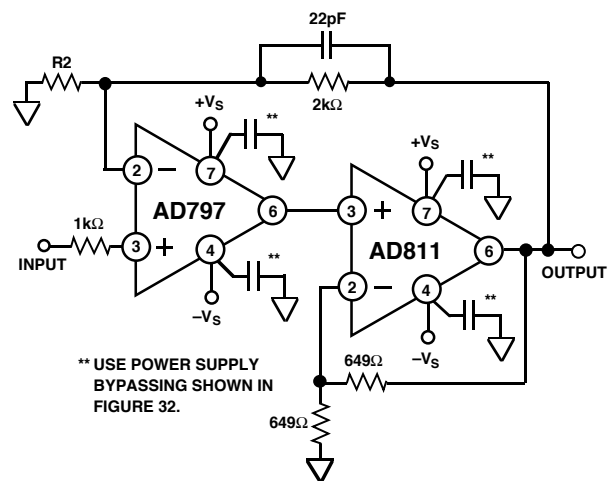 22pF
R2
2kΩ
+VS
**
2
−
7
AD797
6
1kΩ
3
+
4
INPUT
**
−VS
+VS
**
3
+
7
AD811
6
OUTPUT
2
−
4
**
−VS
649Ω
649Ω
** USE POWER SUPPLY
BYPASSING SHOWN IN
FIGURE 32.